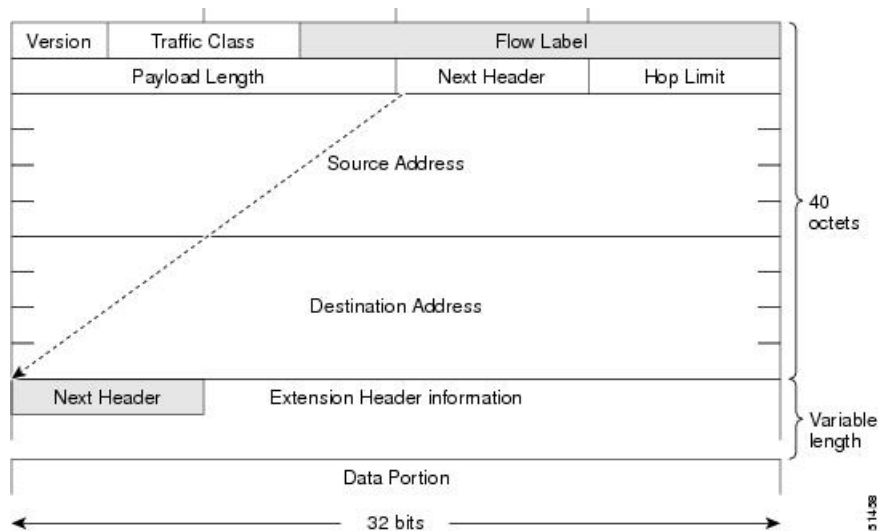 Version Traffic Class Flow Label
Payload Length Next Header Hop Limit
Source Address
40
octets
Destination Address
Next Header Extension Header information
Variable
length
Data Portion
32 bits
51458